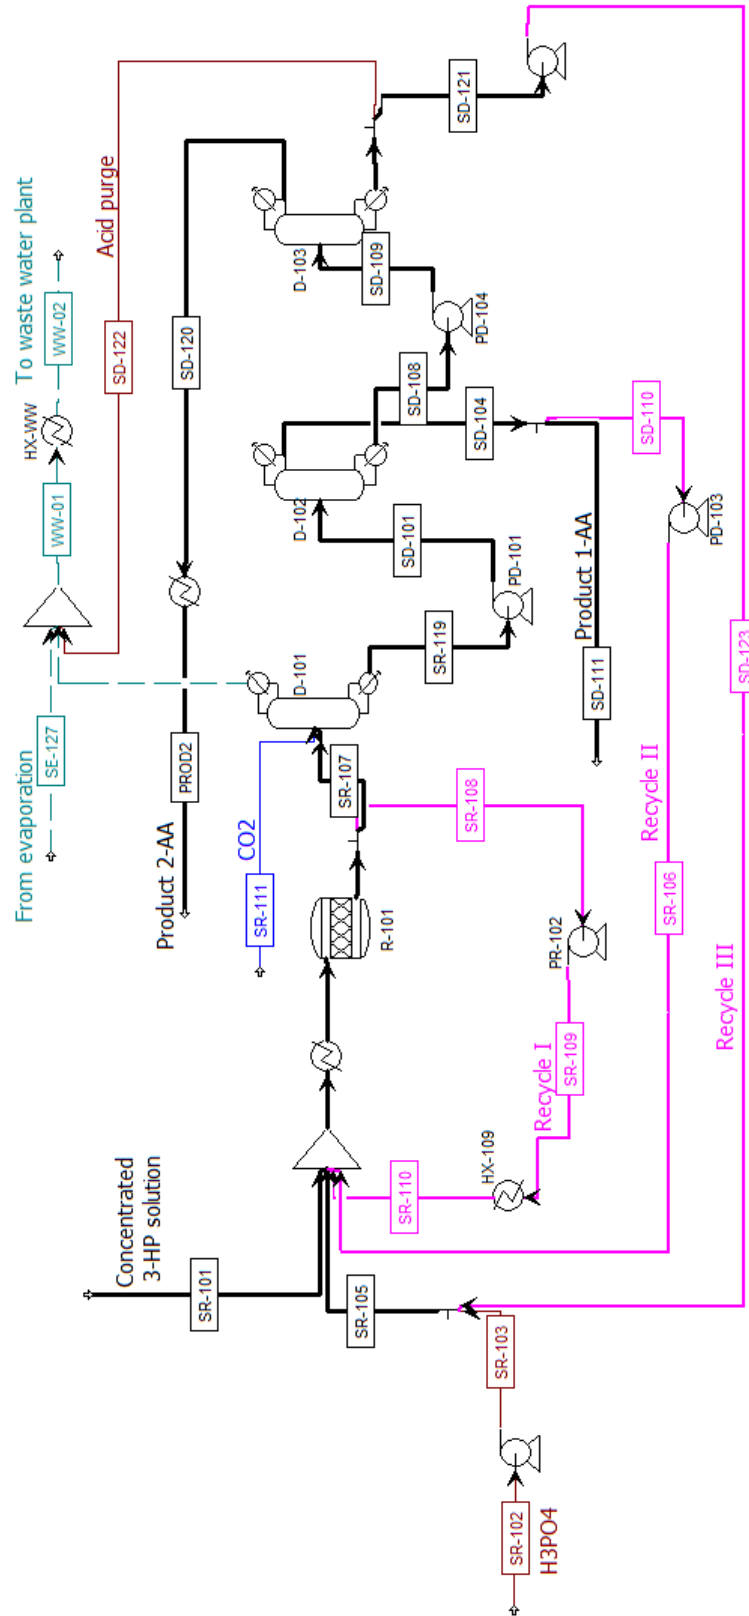 From evaporation
SE-127
WW-01
HX-WW
WW-02
To waste water plant
SD-122
Acid purge
Product 2-AA
PROD2
SD-120
CO2
SR-111
D-101
D-102
D-103
SD-109
SD-121
SD-108
PD-104
SD-104
SD-101
PD-101
SR-119
SR-107
R-101
SR-108
PR-102
SR-109
Recycle I
HX-109
SR-110
Concentrated
3-HP solution
SR-101
SR-105
SR-103
SR-102
H3PO4
Product 1-AA
SD-111
SD-110
PD-103
Recycle II
SR-106
SD-123
Recycle III